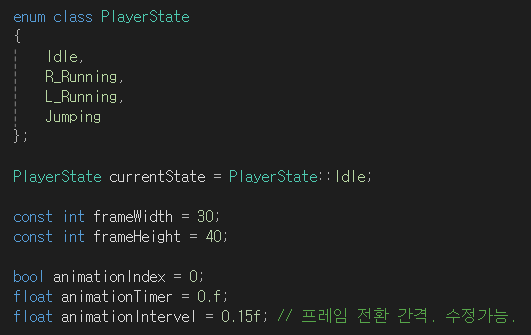 enum class PlayerState
{
Idle,
R_Running,
L_Running,
Jumping
};
PlayerState currentState = PlayerState::Idle;
const int frameWidth = 30;
const int frameHeight = 40;
bool animationIndex = 0;
float animationTimer = 0.f;
float animationIntervel = 0.15f; // 프레임 전환 간격. 수정가능.